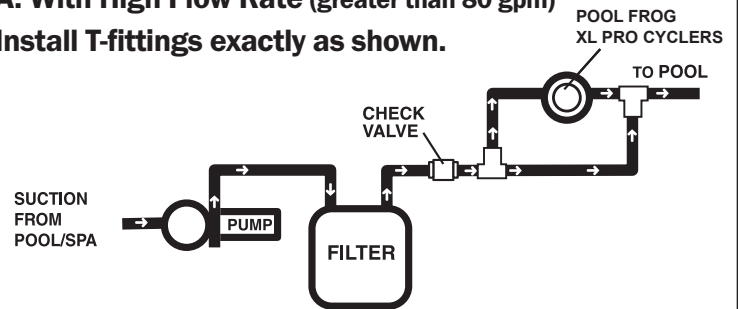 A. With High Flow Rate (greater than 80 gpm)
Install T-fittings exactly as shown.
POOL FROG
XL PRO CYCLERS
TO POOL
CHECK
VALVE
SUCTION
FROM
POOL/SPA
PUMP
FILTER